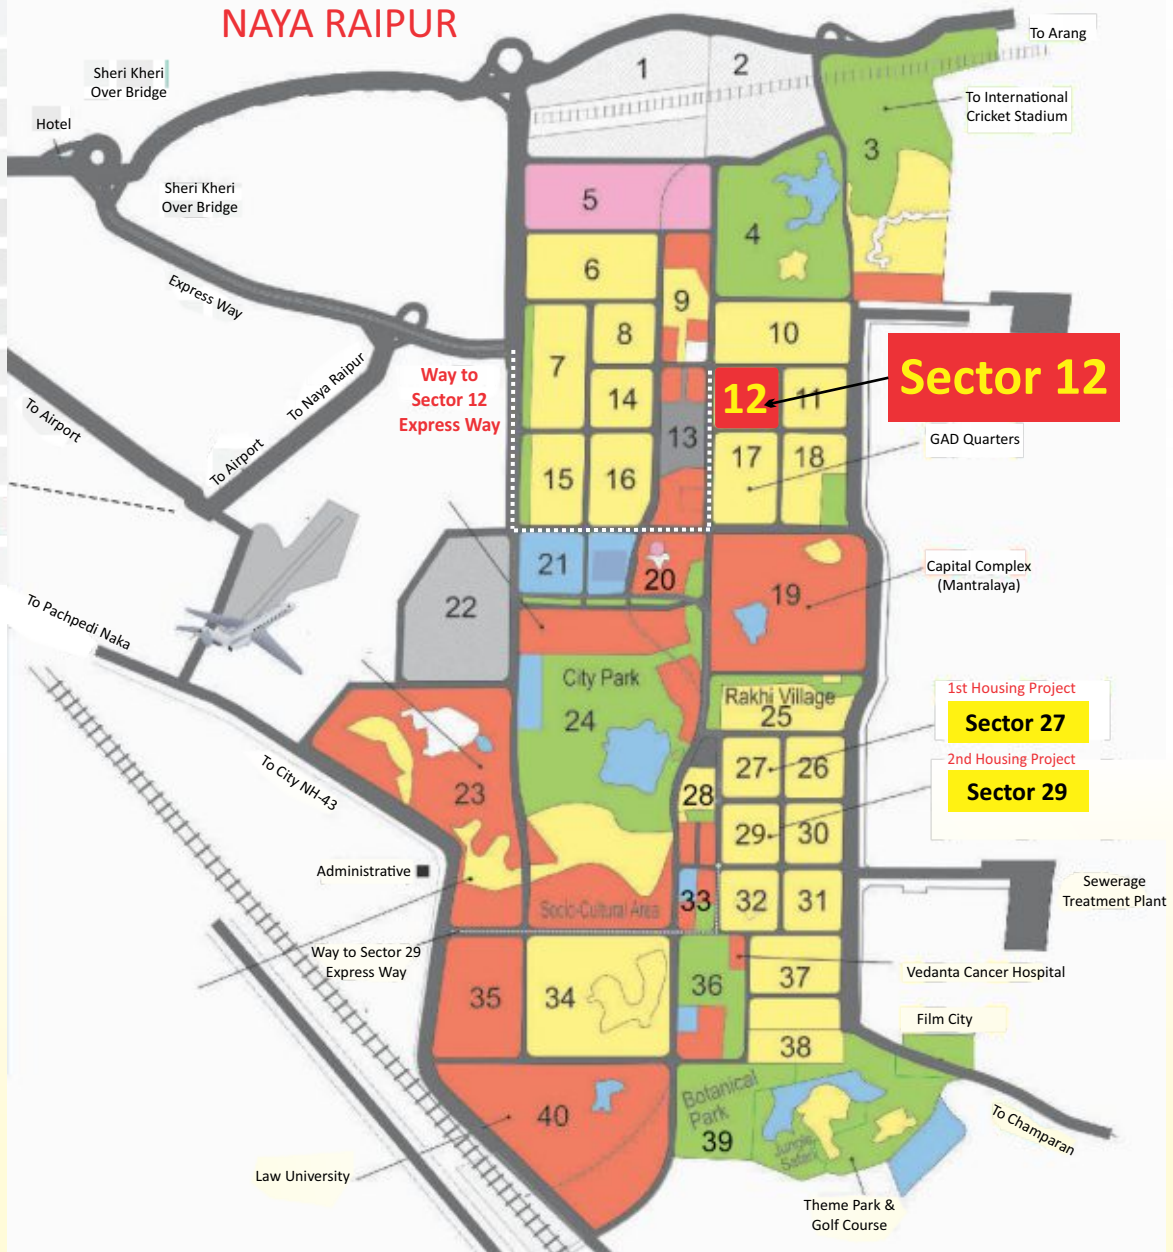 NAYA RAIPUR
To Arang
1
2
Sheri Kheri
Over Bridge
To International
Cricket Stadium
Hotel
3
Sheri Kheri
Over Bridge
5
4
6
Express Way
9
8
10
7
Way to
Sector 12
Express Way
To Naya Raipur
14
12
11
Sector 12
To Airport
13
GAD Quarters
To Airport
15
16
17
18
21
20
19
Capital Complex
(Mantralaya)
22
To Pachpedi Naka
City Park
Rakhi Village
25
24
1st Housing Project
Sector 27
27
26
2nd Housing Project
Sector 29
To City NH-43
23
28
29
30
Administrative
33
32
31
Sewerage
Treatment Plant
Socio-Cultural Area
Way to Sector 29
Express Way
Vedanta Cancer Hospital
35
34
36
37
Film City
38
Botanical
Park
39
40
Jungle
Safari
To Champaran
Law University
Theme Park &
Golf Course